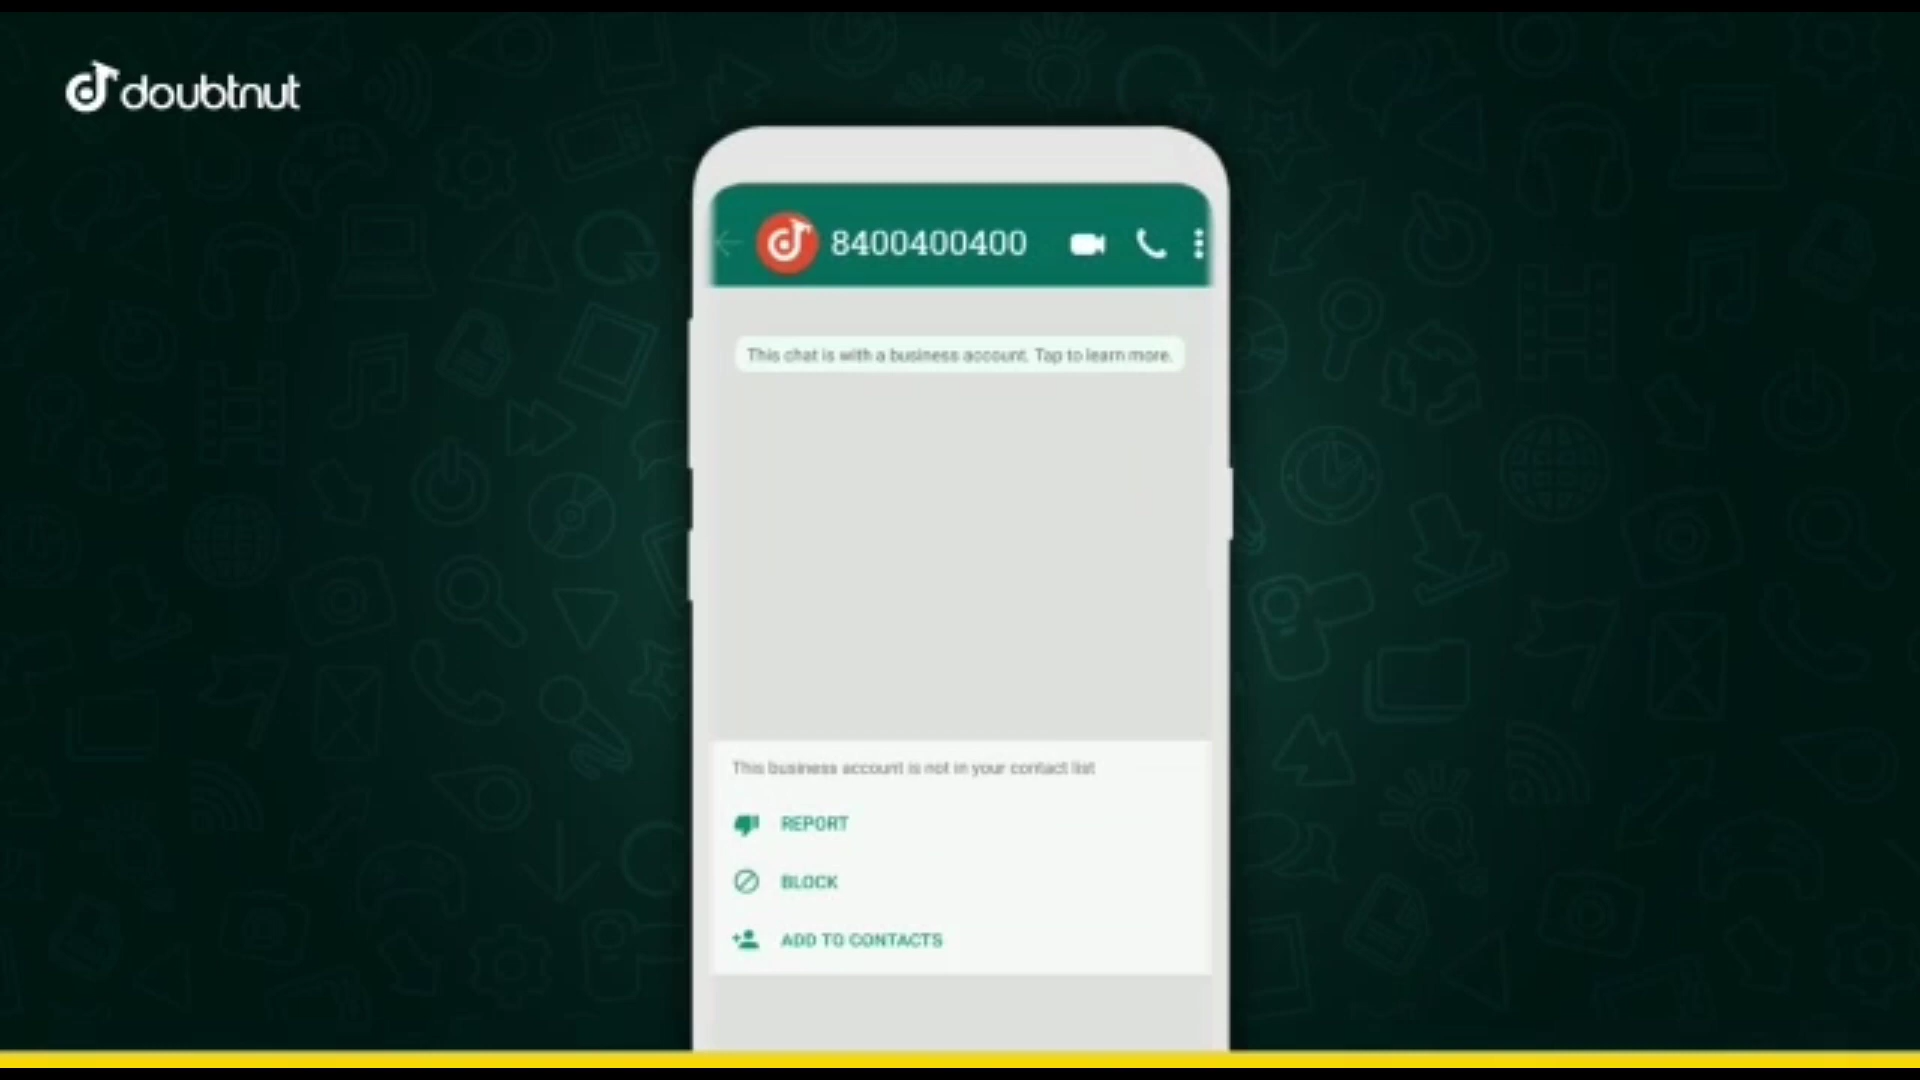 doubtnut
8400400400
This chat is with a business account. Tap to learn more.
This business account is not in your contact list
REPORT
BLOCK
ADD TO CONTACTS